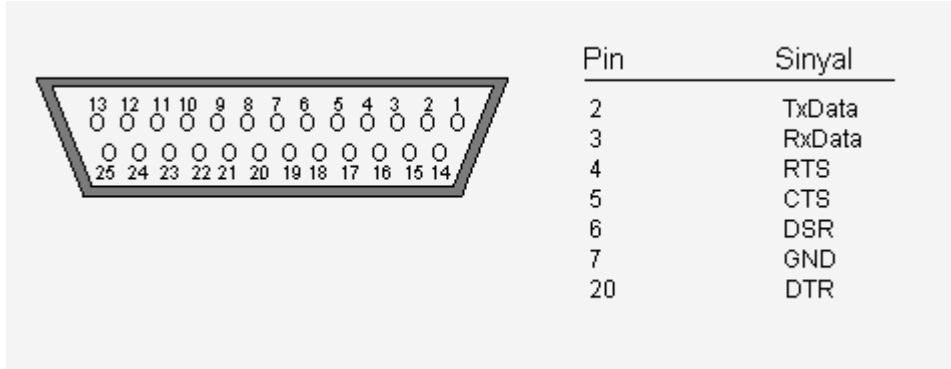 Pin Sinyal
13 12 11 10 9 8 7 6 5 4 3 2 1
25 24 23 22 21 20 19 18 17 16 15 14
2 TxData
3 RxData
4 RTS
5 CTS
6 DSR
7 GND
20 DTR